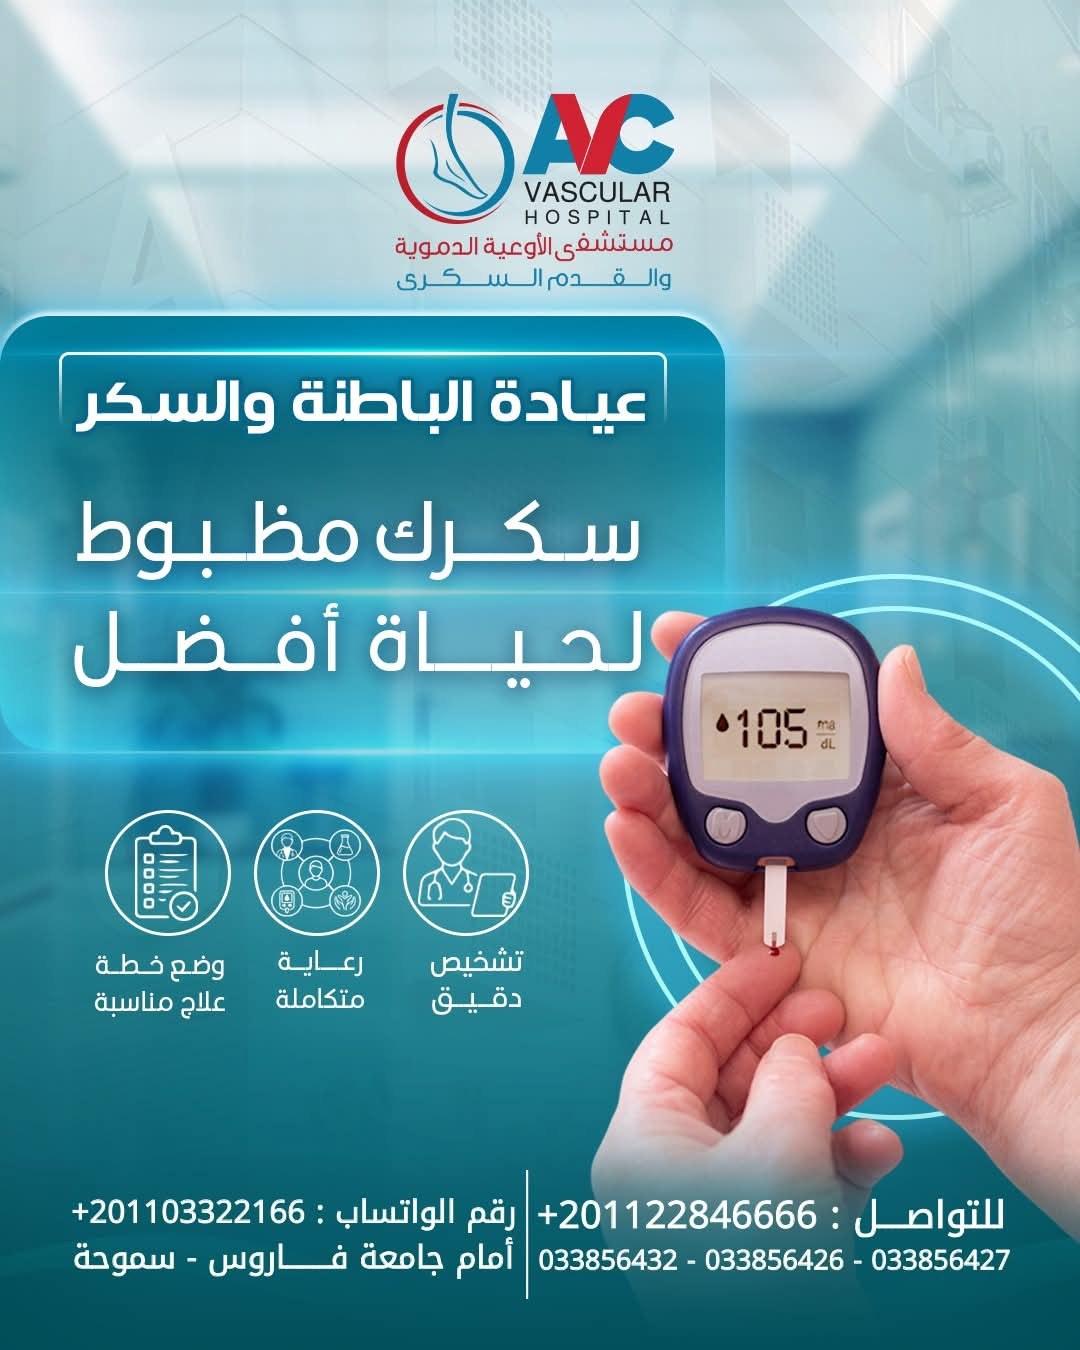 AVC
VASCULAR
HOSPITAL
مستشفى الأوعية الدموية
والقدم السكرى
عيادة الباطنة والسكر
سكرك مظبوط
لحياة أفضل
105 mg
dL
تشخيص
دقيق
رعاية
متكاملة
وضع خطة
علاج مناسبة
للتواصل : 201122846666+
033856427 - 033856426 - 033856432
رقم الواتساب : 201103322166+
أمام جامعة فاروس - سموحة